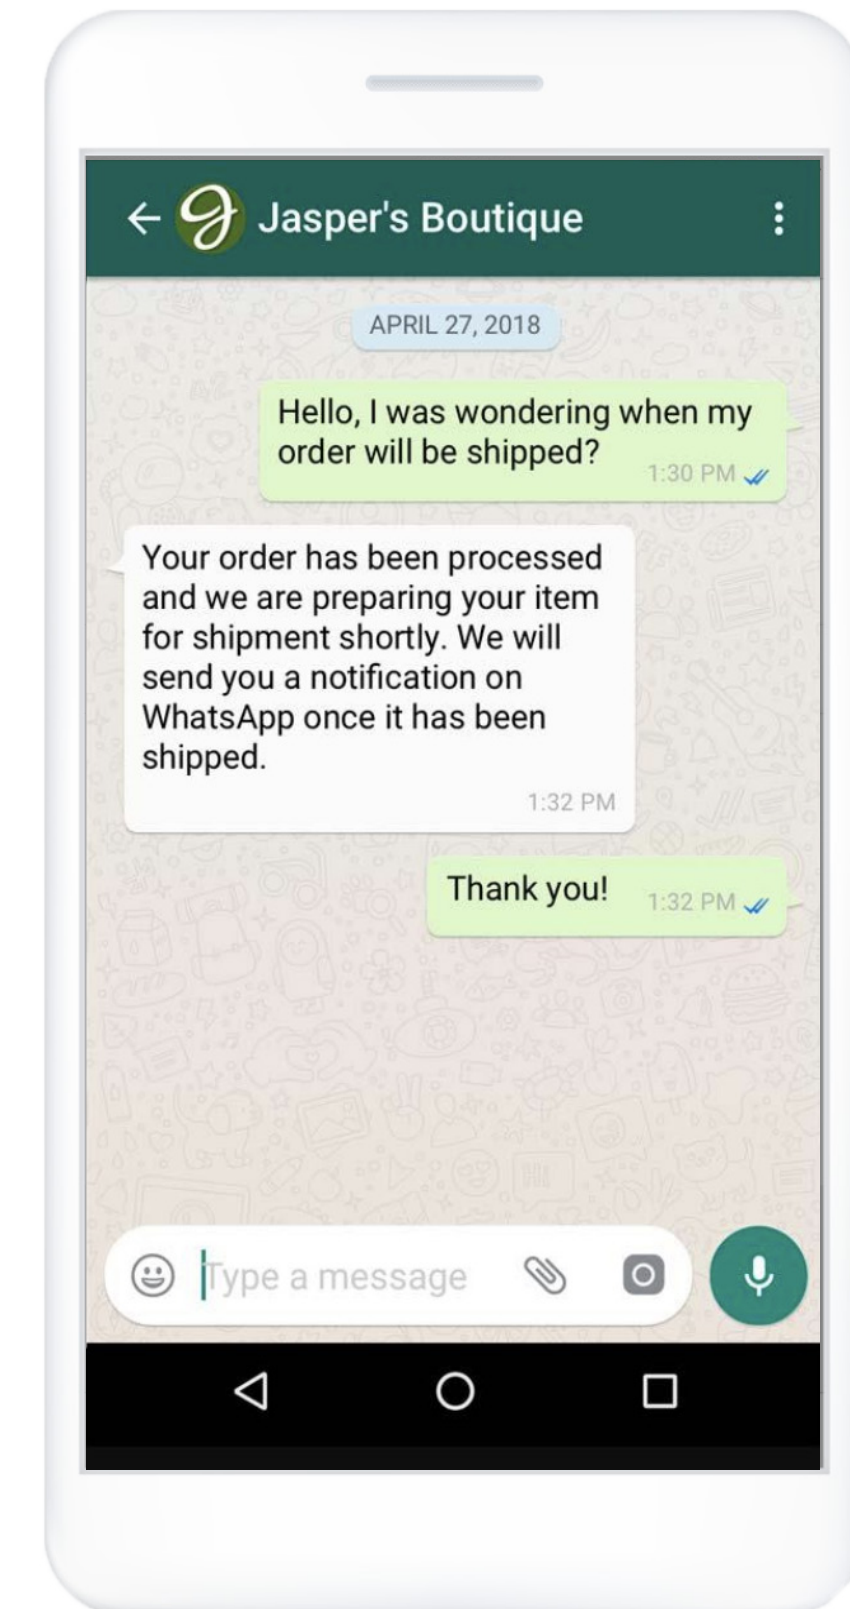 Jasper's Boutique
APRIL 27, 2018
Hello, I was wondering when my
order will be shipped?
1:30 PM
Your order has been processed
and we are preparing your item
for shipment shortly. We will
send you a notification on
WhatsApp once it has been
shipped.
1:32 PM
Thank you!
1:32 PM
Type a message